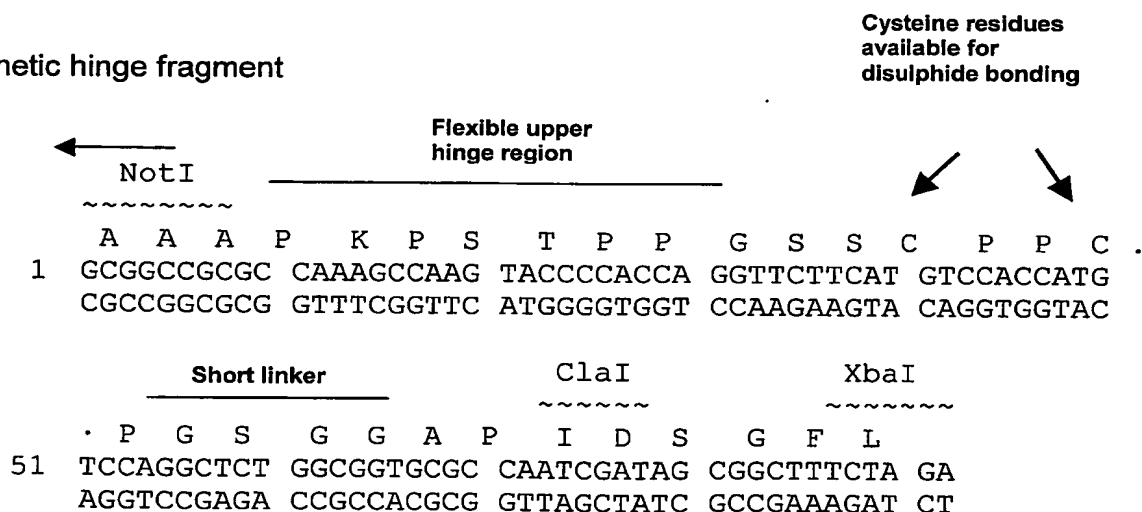 Cysteine residues
available for
disulphide bonding
netic hinge fragment
Flexible upper
hinge region
NotI
~~~~~~~~
A A A P K P S T P P G S S C P P C .
1 GCGGCCGCGC CAAAGCCAAG TACCCCACCA GGTTCTTCAT GTCCACCATG
CGCCGGCGCG GTTTCGGTTC ATGGGGTGGT CCAAGAAGTA CAGGTGGTAC
Short linker ClaI XbaI
~~~~~~ ~~~~~~~
. P G S G G A P I D S G F L
51 TCCAGGCTCT GGCGGTGCGC CAATCGATAG CGGCTTTCTA GA
AGGTCCGAGA CCGCCACGCG GTTAGCTATC GCCGAAAGAT CT